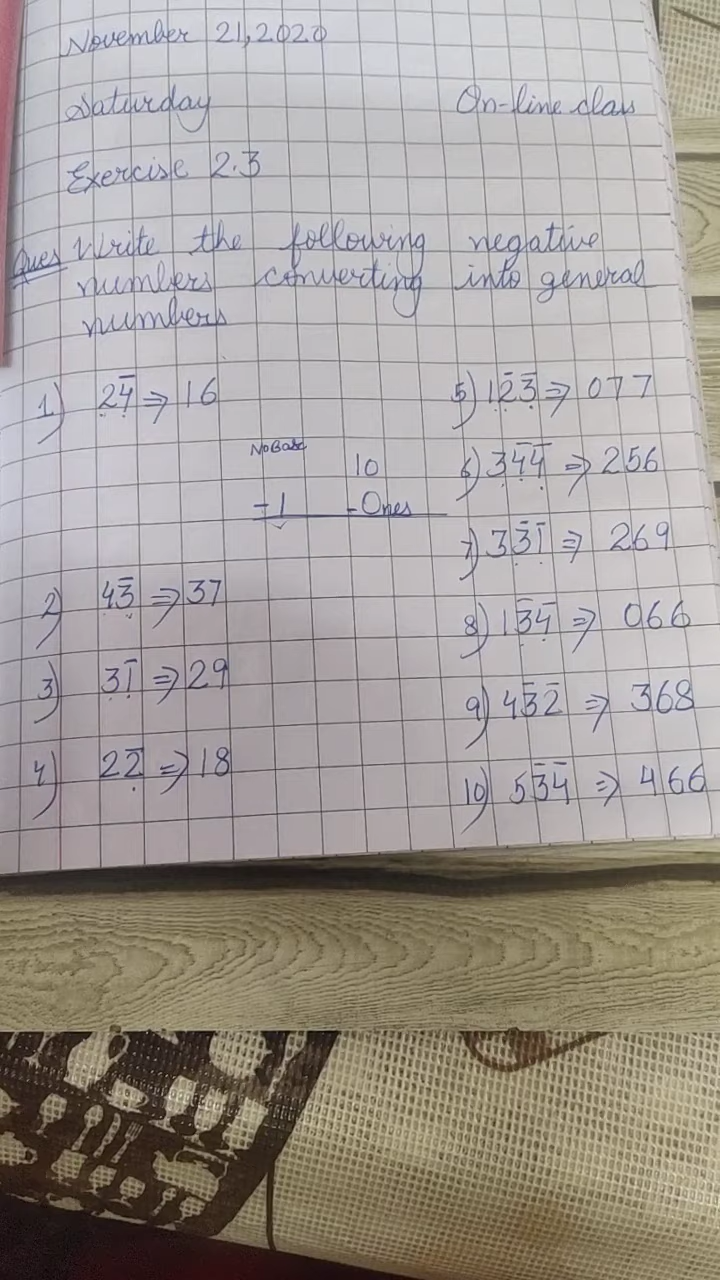 November 21, 2020
Saturday On-line class
Exercise 2.3
Ques Write the following negative
numbers converting into general
numbers
1) 24̅ ⇒ 16
No Bar 10
-1 - Ones
2) 43̅ ⇒ 37
3) 31̅ ⇒ 29
4) 22̅ ⇒ 18
5) 12̅3̅ ⇒ 077
6) 34̅4̅ ⇒ 256
7) 33̅1̅ ⇒ 269
8) 13̅4̅ ⇒ 066
9) 43̅2̅ ⇒ 368
10) 53̅4̅ ⇒ 466